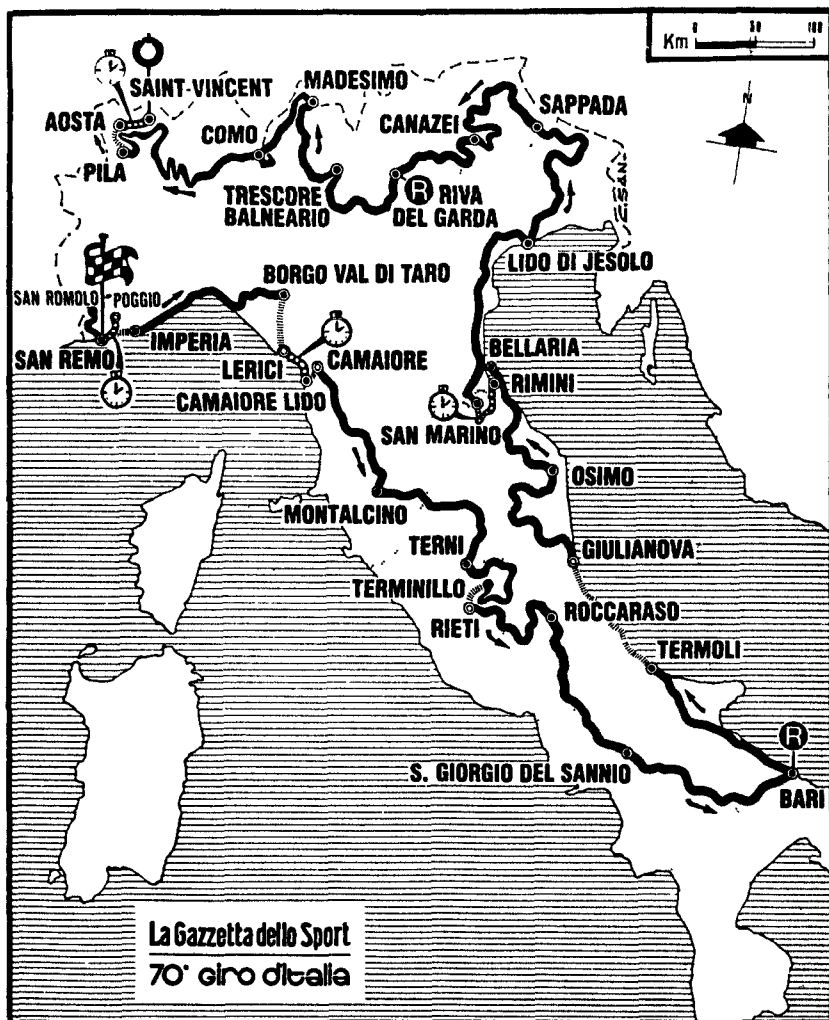 Km 0 50 100
N
SAINT-VINCENT
AOSTA
PILA
COMO
MADESIMO
CANAZEI
SAPPADA
TRESCORE
BALNEARIO
R RIVA
DEL GARDA
LIDO DI JESOLO
BORGO VAL DI TARO
SAN ROMOLO
POGGIO
SAN REMO
IMPERIA
LERICI
CAMAIORE
CAMAIORE LIDO
BELLARIA
RIMINI
SAN MARINO
OSIMO
MONTALCINO
TERNI
GIULIANOVA
TERMINILLO
RIETI
ROCCARASO
TERMOLI
S. GIORGIO DEL SANNIO
R
BARI
La Gazzetta dello Sport
70° giro d'italia